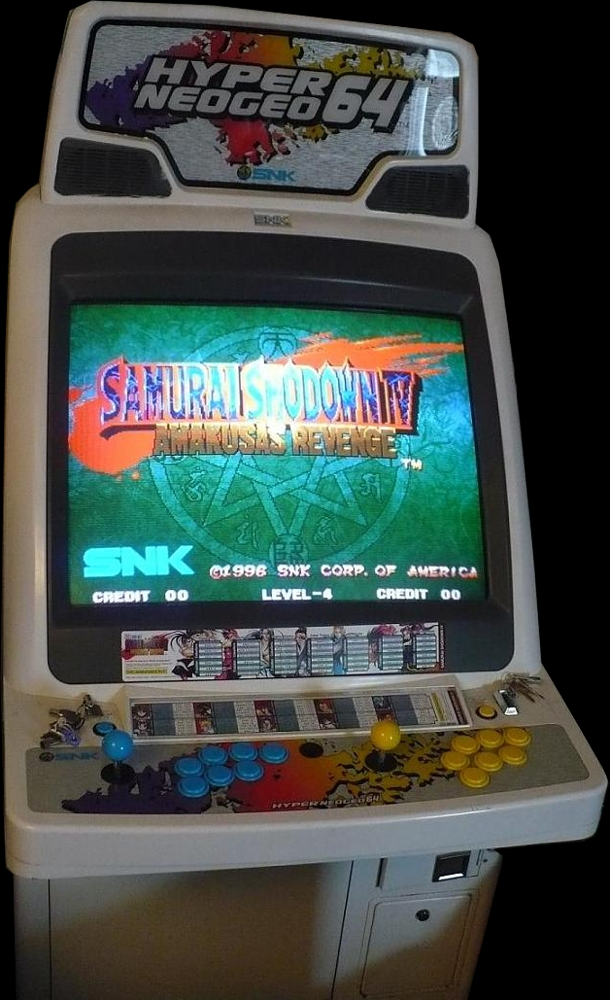 HYPER
NEOGEO 64
SNK
SNK
SAMURAI SHODOWN IV
AMAKUSAS REVENGE
TM
SNK
©1996 SNK CORP. OF AMERICA
CREDIT 00 LEVEL-4 CREDIT 00
SNK
HYPER NEOGEO 64